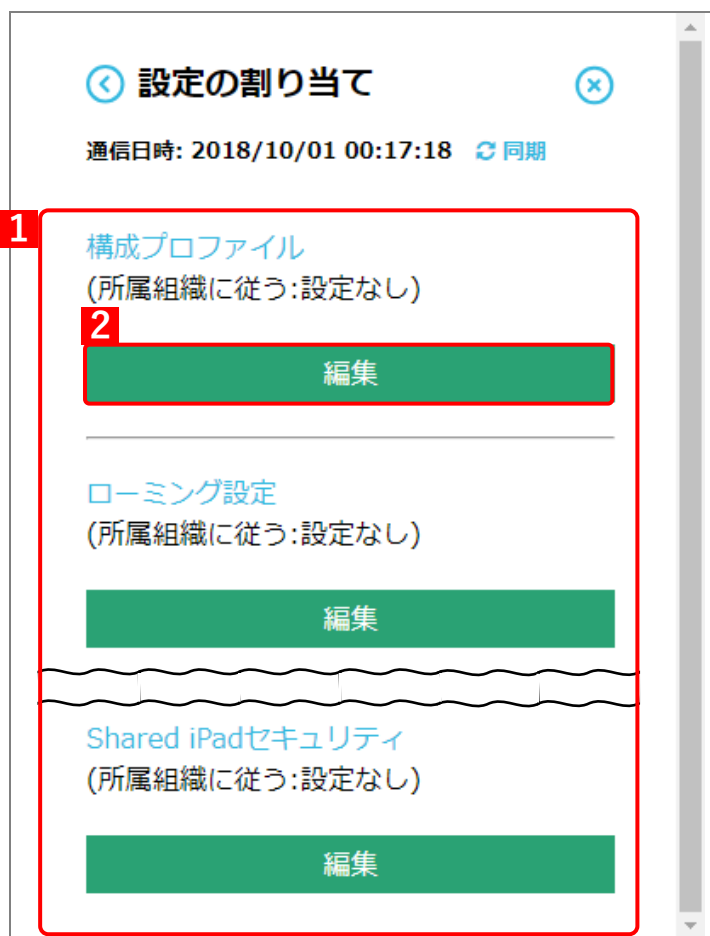 設定の割り当て
通信日時: 2018/10/01 00:17:18 同期
1
構成プロファイル
(所属組織に従う:設定なし)
2
編集
ローミング設定
(所属組織に従う:設定なし)
編集
Shared iPadセキュリティ
(所属組織に従う:設定なし)
編集